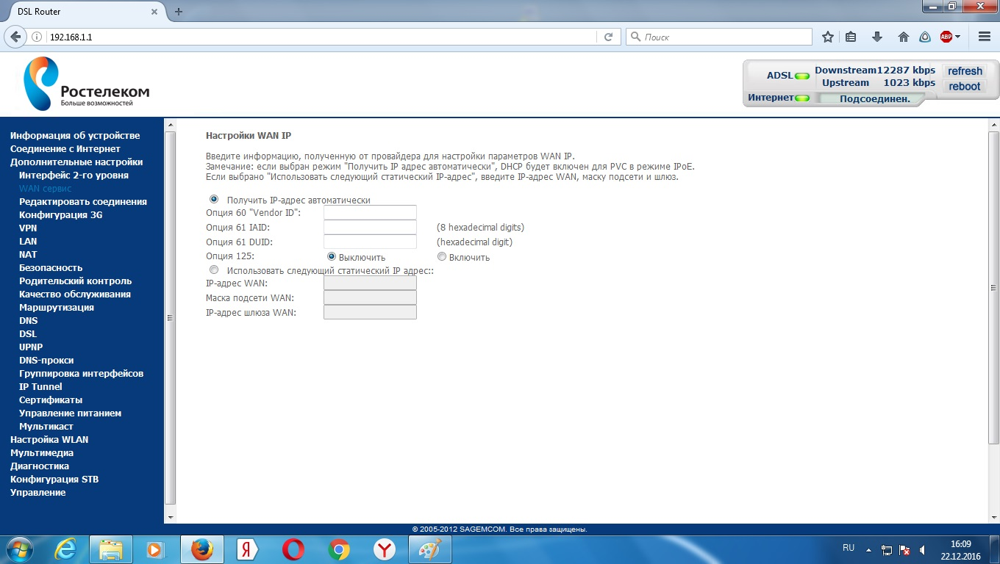 DSL Router
192.168.1.1
Поиск
ABP
Ростелеком
Больше возможностей
ADSL
Downstream 12287 kbps
Upstream 1023 kbps
refresh
reboot
Интернет
Подсоединен.
Информация об устройстве
Соединение с Интернет
Дополнительные настройки
Интерфейс 2-го уровня
WAN сервис
Редактировать соединения
Конфигурация 3G
VPN
LAN
NAT
Безопасность
Родительский контроль
Качество обслуживания
Маршрутизация
DNS
DSL
UPNP
DNS-прокси
Группировка интерфейсов
IP Tunnel
Сертификаты
Управление питанием
Мультикаст
Настройка WLAN
Мультимедиа
Диагностика
Конфигурация STB
Управление
Настройки WAN IP
Введите информацию, полученную от провайдера для настройки параметров WAN IP.
Замечание: если выбран режим "Получить IP адрес автоматически", DHCP будет включен для PVC в режиме IPoE.
Если выбрано "Использовать следующий статический IP-адрес", введите IP-адрес WAN, маску подсети и шлюз.
Получить IP-адрес автоматически
Опция 60 "Vendor ID":
Опция 61 IAID: (8 hexadecimal digits)
Опция 61 DUID: (hexadecimal digit)
Опция 125: Выключить Включить
Использовать следующий статический IP адрес::
IP-адрес WAN:
Маска подсети WAN:
IP-адрес шлюза WAN:
© 2005-2012 SAGEMCOM. Все права защищены.
RU
16:09
22.12.2016